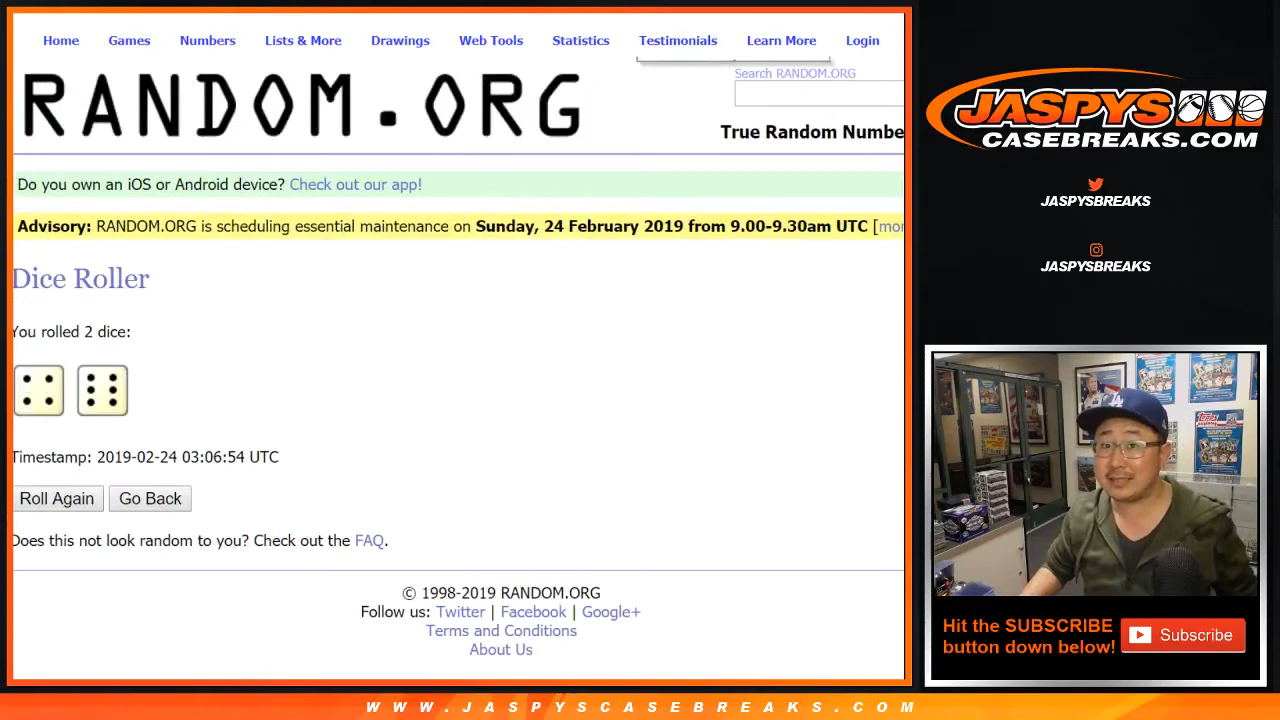 Home Games Numbers Lists & More Drawings Web Tools Statistics Testimonials Learn More Login
RANDOM.ORG
Search RANDOM.ORG
True Random Numbe
Do you own an iOS or Android device? Check out our app!
Advisory: RANDOM.ORG is scheduling essential maintenance on Sunday, 24 February 2019 from 9.00-9.30am UTC [mor
Dice Roller
You rolled 2 dice:
Timestamp: 2019-02-24 03:06:54 UTC
Roll Again Go Back
Does this not look random to you? Check out the FAQ.
© 1998-2019 RANDOM.ORG
Follow us: Twitter | Facebook | Google+
Terms and Conditions
About Us
JASPYS
CASEBREAKS.COM
JASPYSBREAKS
JASPYSBREAKS
LA
Topps
Hit the SUBSCRIBE
button down below!
Subscribe
WWW.JASPYSCASEBREAKS.COM